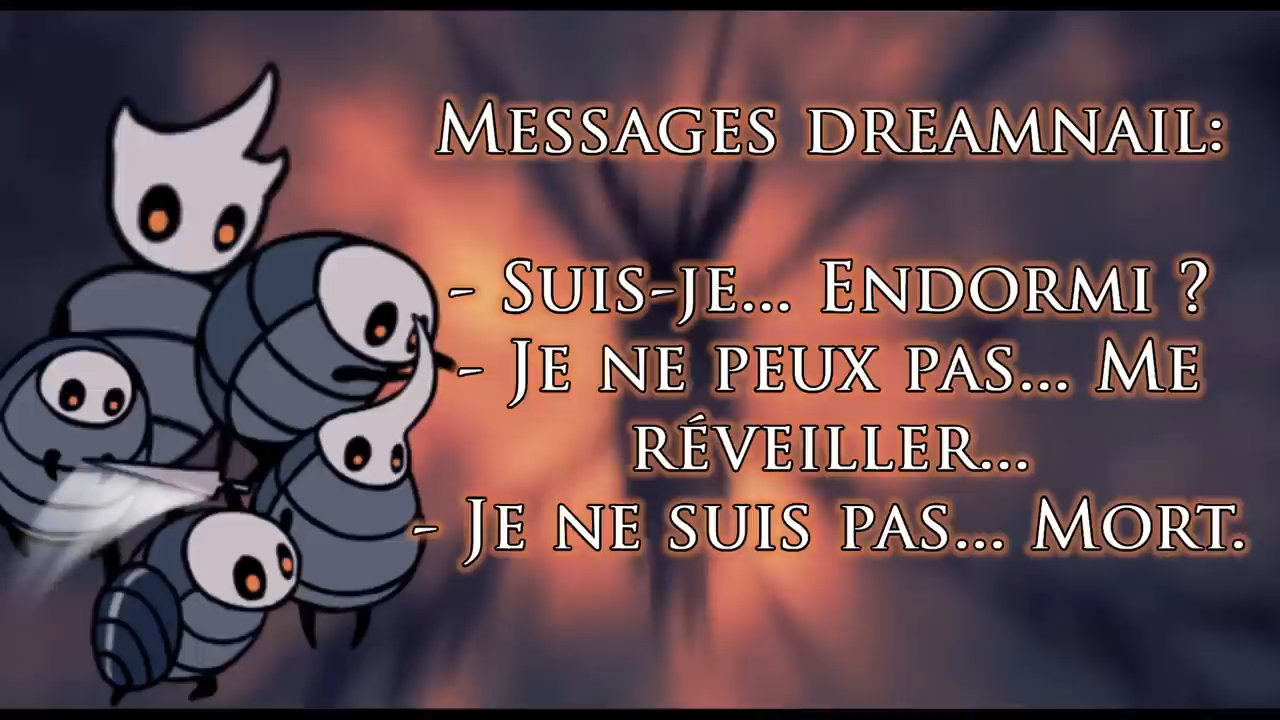 Messages dreamnail:
- Suis-je... Endormi ?
- Je ne peux pas... Me
réveiller...
- Je ne suis pas... Mort.